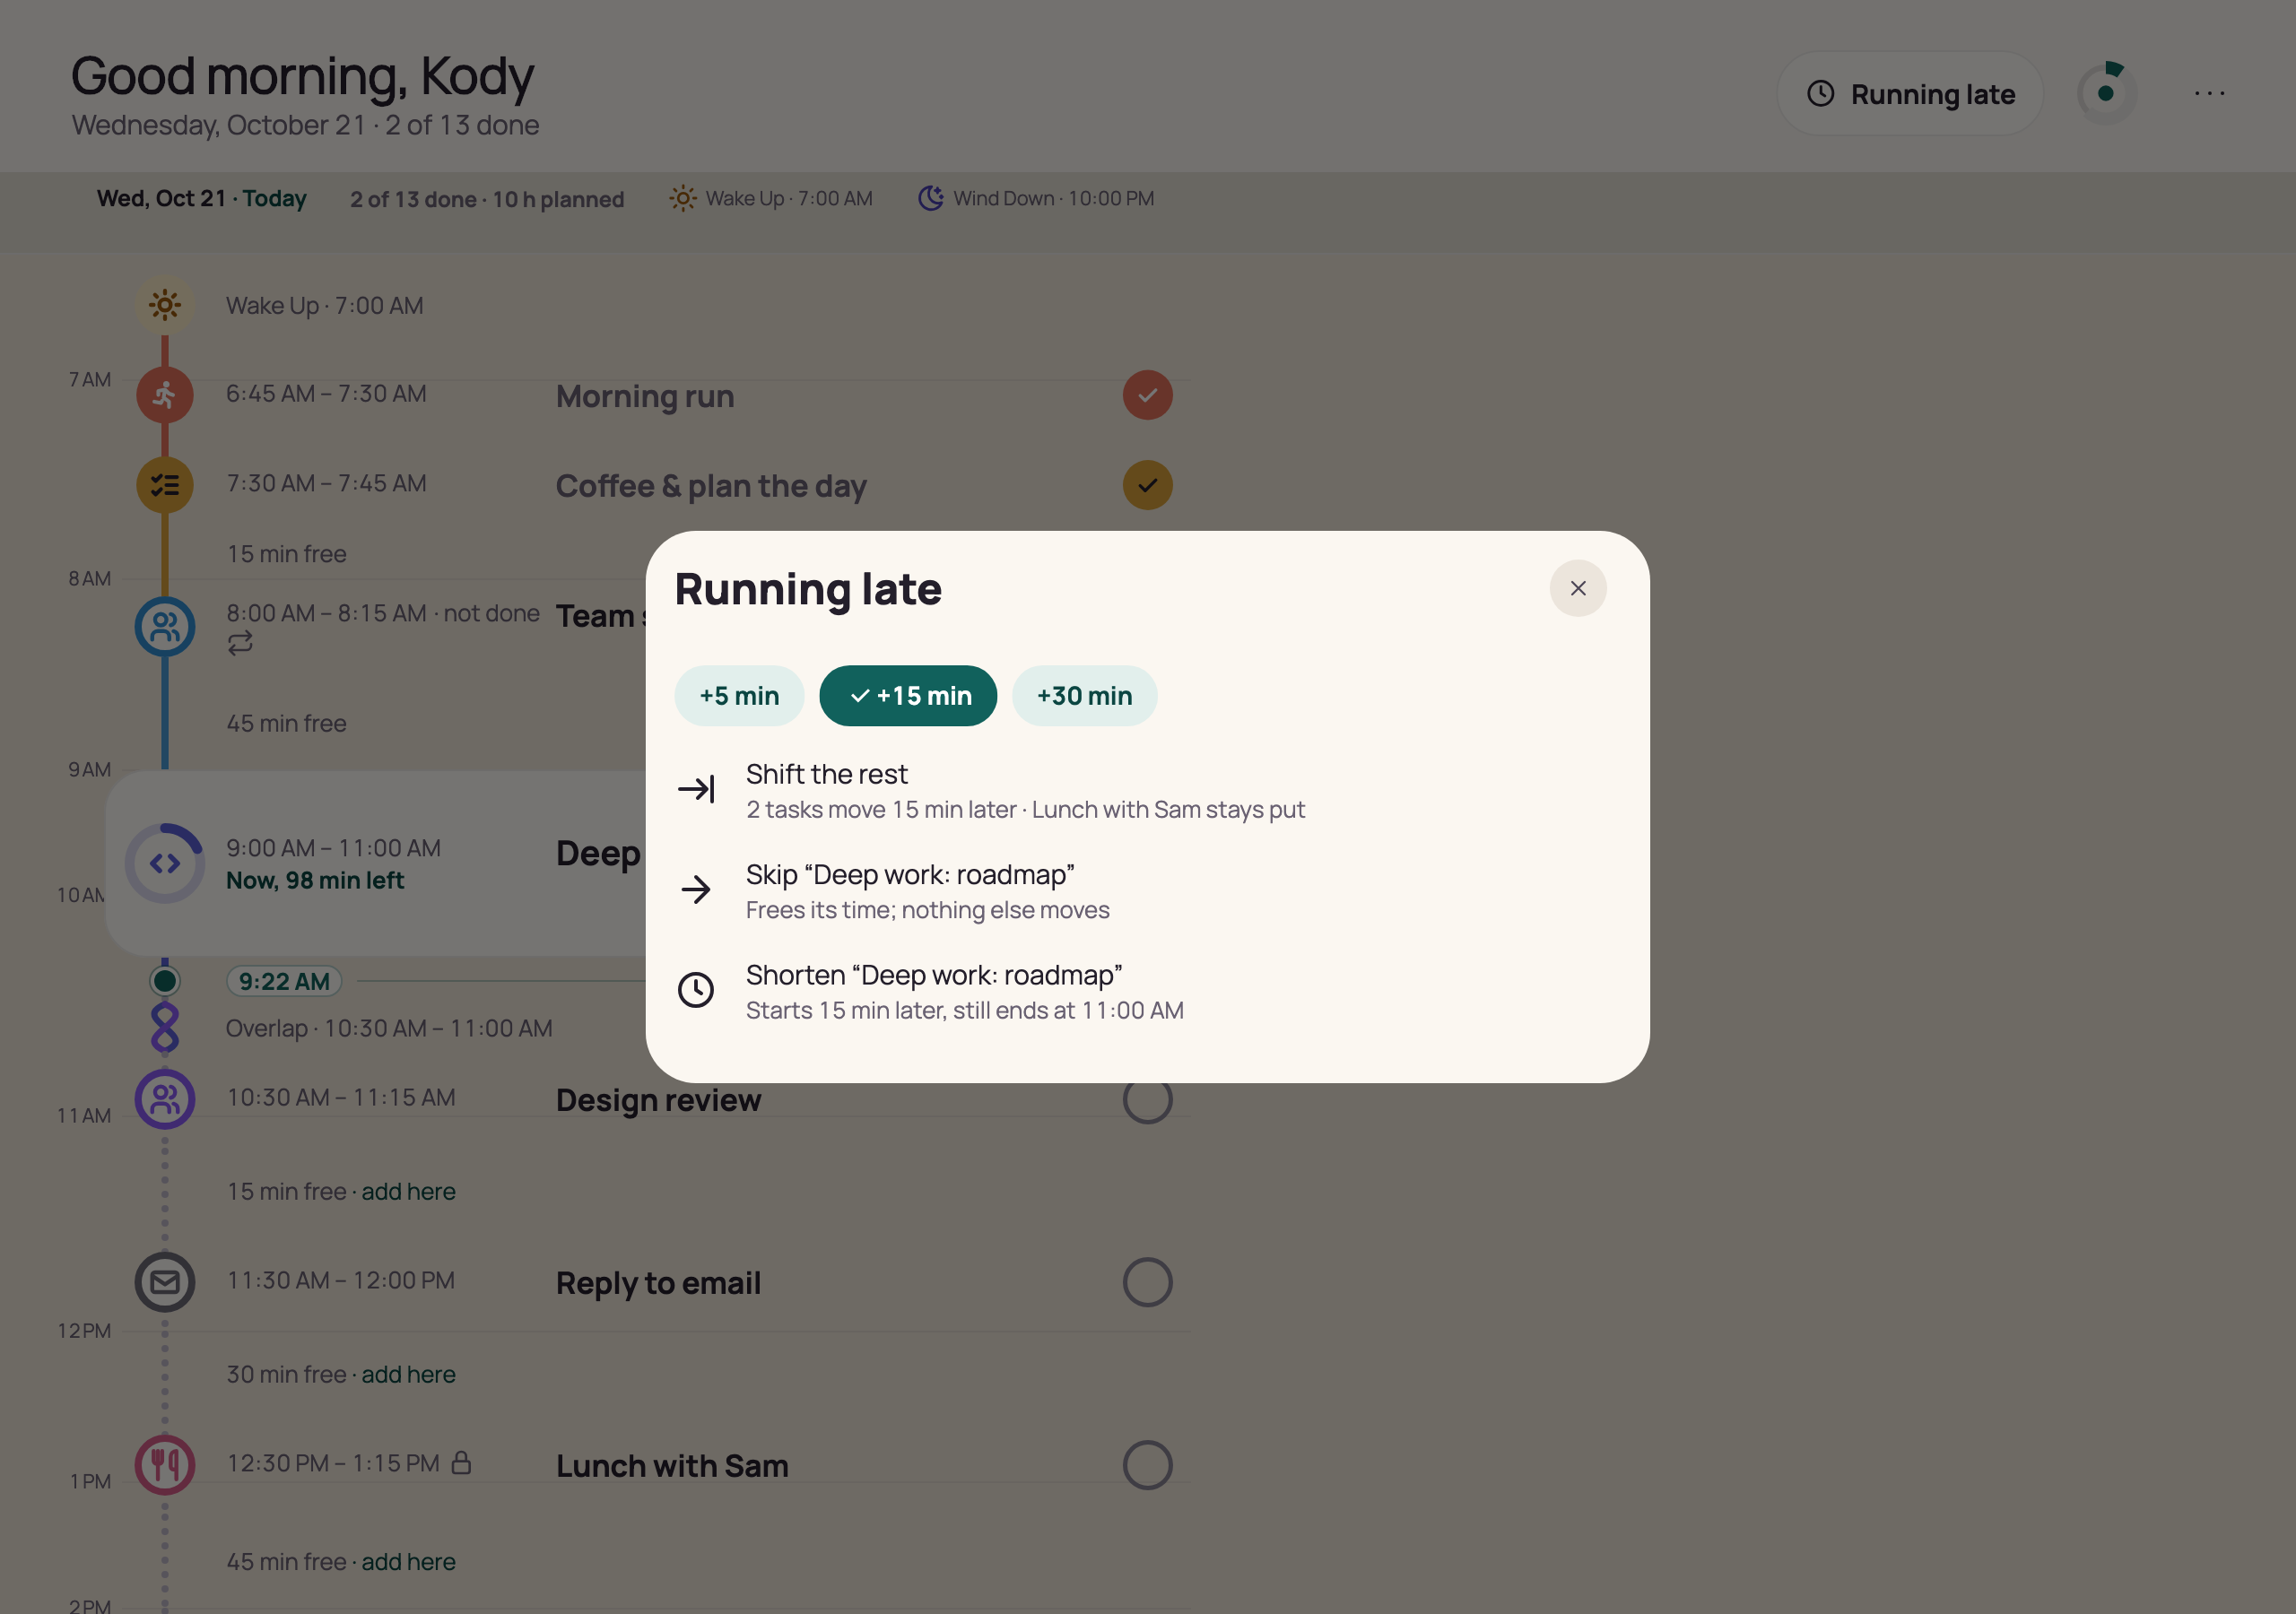 Good morning, Kody
Wednesday, October 21 · 2 of 13 done
Running late
Wed, Oct 21 · Today
2 of 13 done · 10 h planned
Wake Up · 7:00 AM
Wind Down · 10:00 PM
Wake Up · 7:00 AM
7 AM
6:45 AM – 7:30 AM
Morning run
7:30 AM – 7:45 AM
Coffee & plan the day
15 min free
8 AM
8:00 AM – 8:15 AM · not done
Team
45 min free
9 AM
9:00 AM – 11:00 AM
Now, 98 min left
Deep
10 AM
9:22 AM
Overlap · 10:30 AM – 11:00 AM
10:30 AM – 11:15 AM
Design review
11 AM
15 min free · add here
11:30 AM – 12:00 PM
Reply to email
12 PM
30 min free · add here
12:30 PM – 1:15 PM
Lunch with Sam
1 PM
45 min free · add here
2 PM
Running late
+5 min
+15 min
+30 min
Shift the rest
2 tasks move 15 min later · Lunch with Sam stays put
Skip “Deep work: roadmap”
Frees its time; nothing else moves
Shorten “Deep work: roadmap”
Starts 15 min later, still ends at 11:00 AM